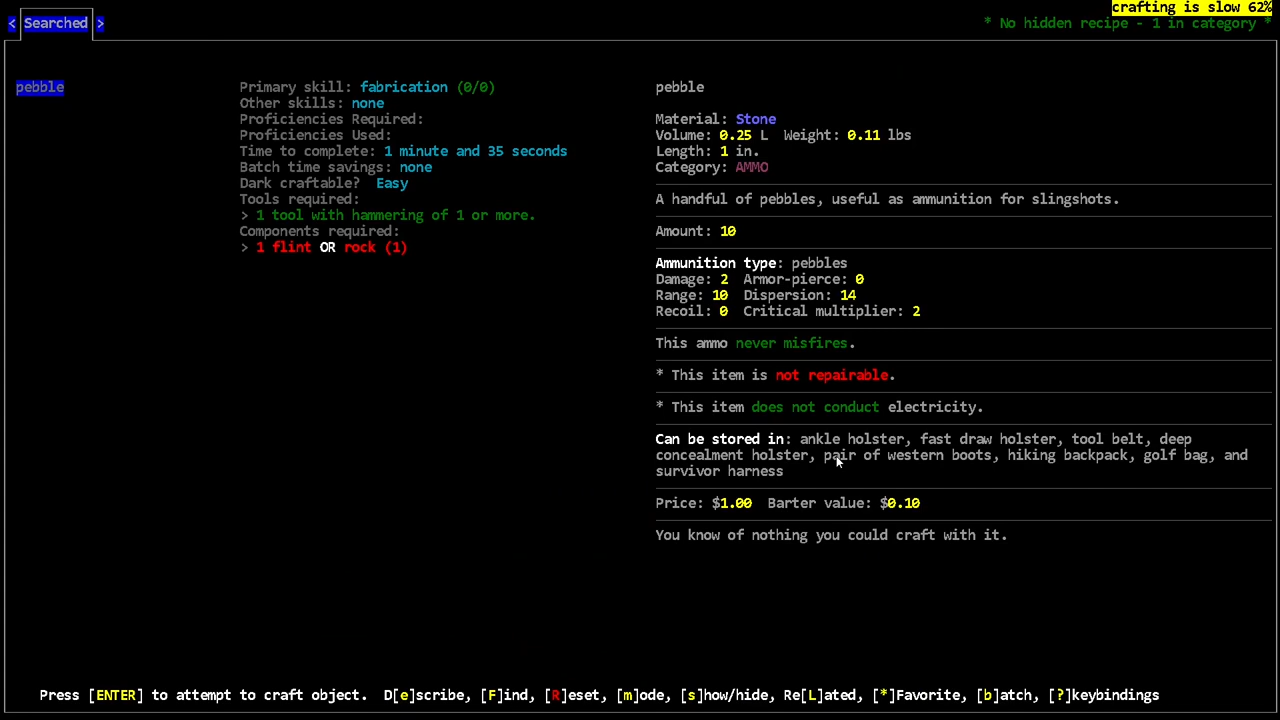 crafting is slow 62%
< Searched >
* No hidden recipe - 1 in category *
pebble
Primary skill: fabrication (0/0)
Other skills: none
Proficiencies Required:
Proficiencies Used:
Time to complete: 1 minute and 35 seconds
Batch time savings: none
Dark craftable?  Easy
Tools required:
> 1 tool with hammering of 1 or more.
Components required:
> 1 flint OR rock (1)
pebble
Material: Stone
Volume: 0.25 L  Weight: 0.11 lbs
Length: 1 in.
Category: AMMO
A handful of pebbles, useful as ammunition for slingshots.
Amount: 10
Ammunition type: pebbles
Damage: 2  Armor-pierce: 0
Range: 10  Dispersion: 14
Recoil: 0  Critical multiplier: 2
This ammo never misfires.
* This item is not repairable.
* This item does not conduct electricity.
Can be stored in: ankle holster, fast draw holster, tool belt, deep
concealment holster, pair of western boots, hiking backpack, golf bag, and
survivor harness
Price: $1.00  Barter value: $0.10
You know of nothing you could craft with it.
Press [ENTER] to attempt to craft object.  D[e]scribe, [F]ind, [R]eset, [m]ode, [s]how/hide, Re[L]ated, [*]Favorite, [b]atch, [?]keybindings